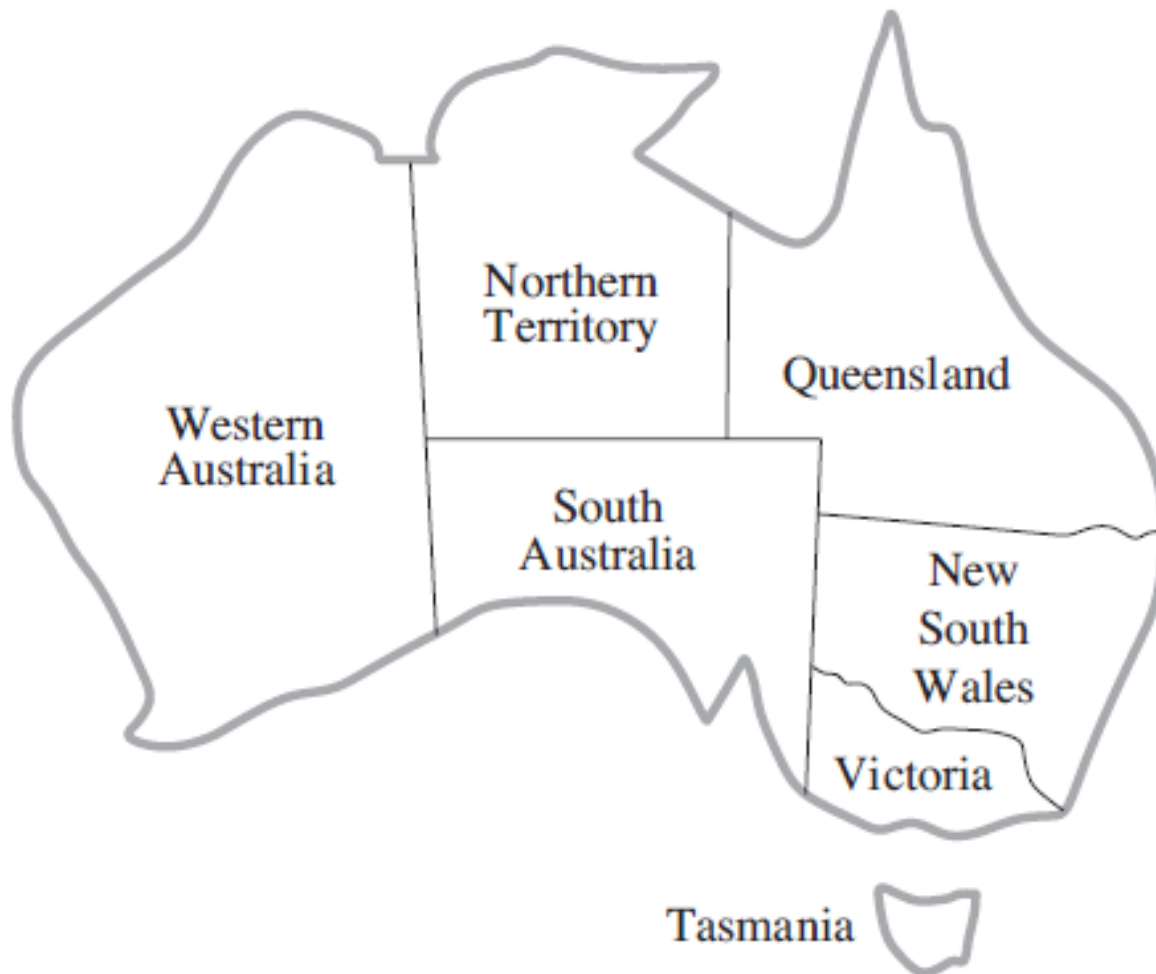 Northern
Territory
Queensland
Western
Australia
South
Australia
New
South
Wales
Victoria
Tasmania